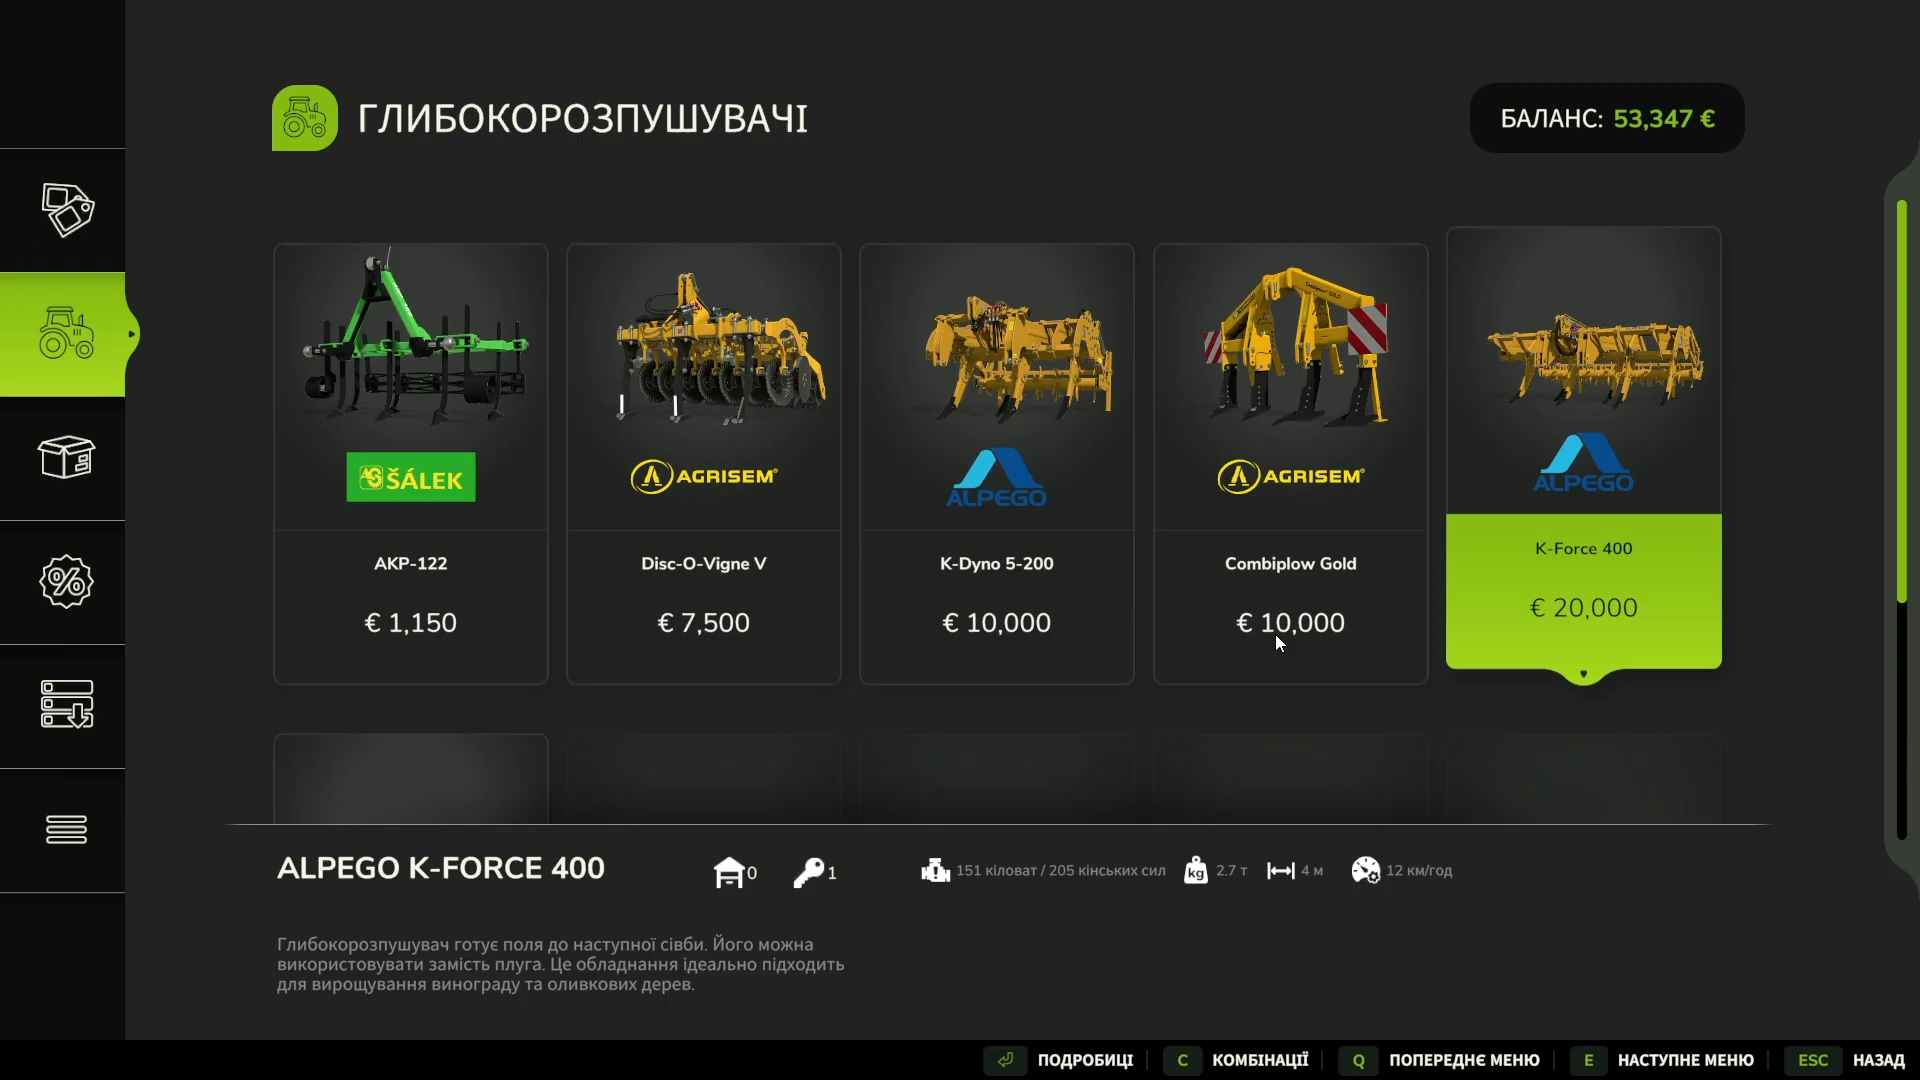 ГЛИБОКОРОЗПУШУВАЧІ
БАЛАНС: 53,347 €
AG ŠÁLEK
AGRISEM®
ALPEGO
AGRISEM®
ALPEGO
AKP-122
Disc-O-Vigne V
K-Dyno 5-200
Combiplow Gold
K-Force 400
€ 1,150
€ 7,500
€ 10,000
€ 10,000
€ 20,000
ALPEGO K-FORCE 400
0
1
151 кіловат / 205 кінських сил
kg 2.7 т
4 м
12 км/год
Глибокорозпушувач готує поля до наступної сівби. Його можна
використовувати замість плуга. Це обладнання ідеально підходить
для вирощування винограду та оливкових дерев.
ПОДРОБИЦІ
C КОМБІНАЦІЇ
Q ПОПЕРЕДНЄ МЕНЮ
E НАСТУПНЕ МЕНЮ
ESC НАЗАД